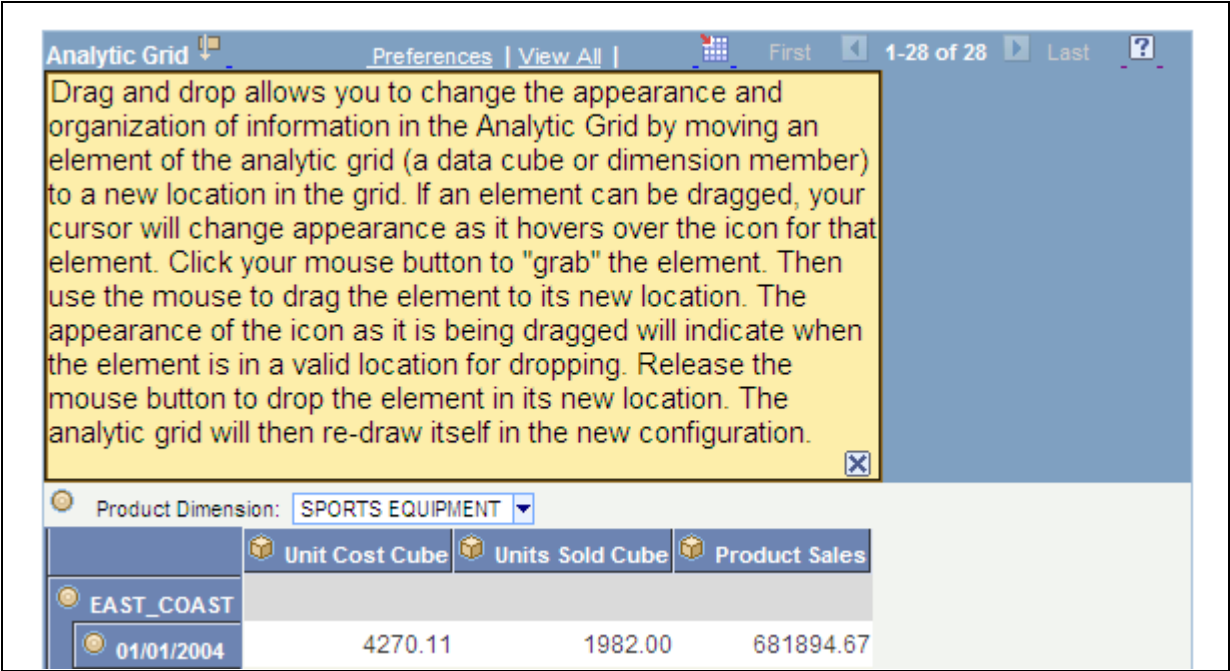 Analytic Grid Preferences | View All | First 1-28 of 28 Last ?
Drag and drop allows you to change the appearance and
organization of information in the Analytic Grid by moving an
element of the analytic grid (a data cube or dimension member)
to a new location in the grid. If an element can be dragged, your
cursor will change appearance as it hovers over the icon for that
element. Click your mouse button to "grab" the element. Then
use the mouse to drag the element to its new location. The
appearance of the icon as it is being dragged will indicate when
the element is in a valid location for dropping. Release the
mouse button to drop the element in its new location. The
analytic grid will then re-draw itself in the new configuration.
Product Dimension: SPORTS EQUIPMENT
Unit Cost Cube Units Sold Cube Product Sales
EAST_COAST
01/01/2004 4270.11 1982.00 681894.67